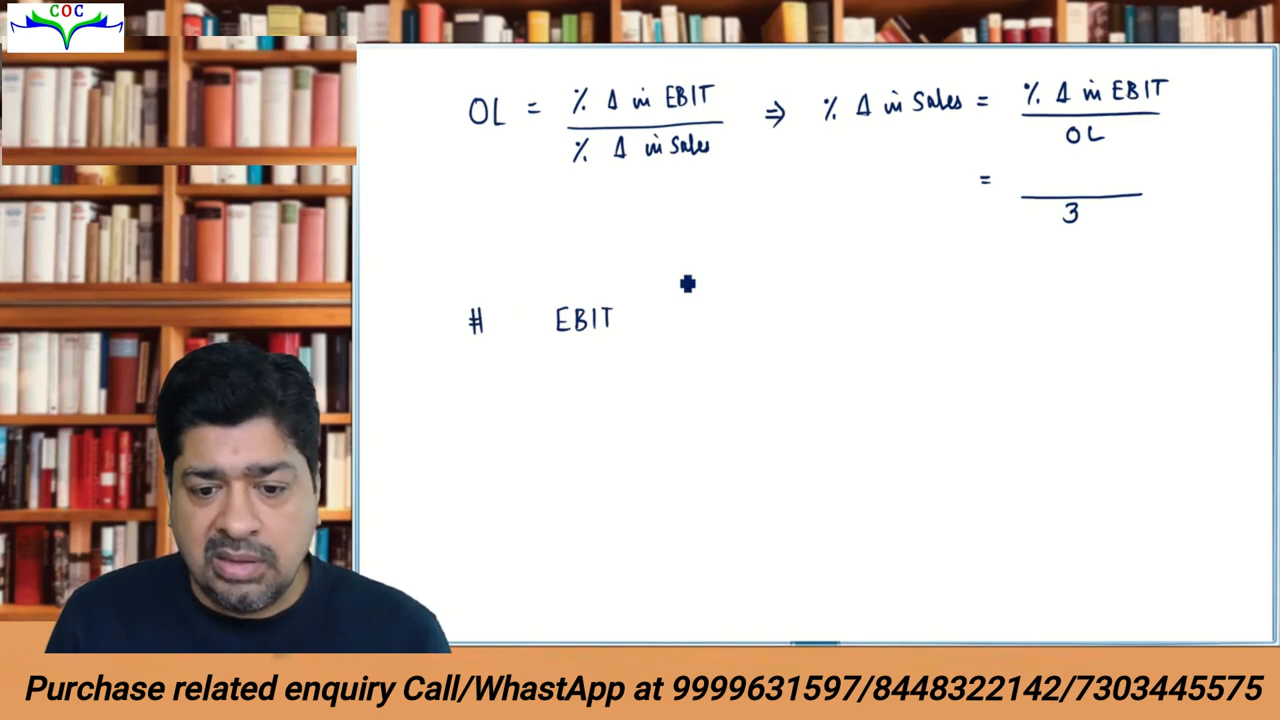 COC
OL = % Δ in EBIT / % Δ in Sales ⇒ % Δ in Sales = % Δ in EBIT / OL
= / 3
# EBIT
Purchase related enquiry Call/WhastApp at 9999631597/8448322142/7303445575